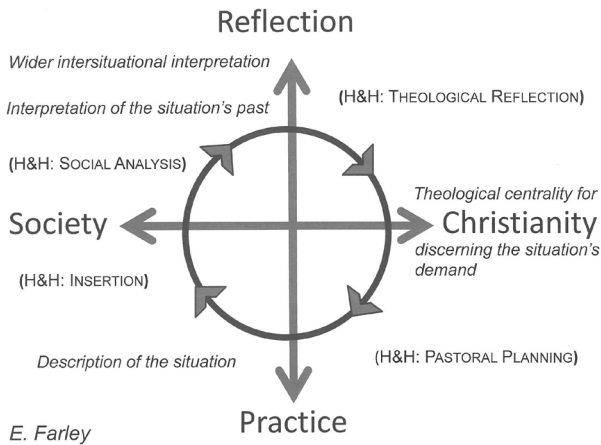 Reflection
Wider intersituational interpretation
(H&H: THEOLOGICAL REFLECTION)
Interpretation of the situation's past
(H&H: SOCIAL ANALYSIS)
Theological centrality for
Society
Christianity
discerning the situation's
demand
(H&H: INSERTION)
Description of the situation
(H&H: PASTORAL PLANNING)
Practice
E. Farley